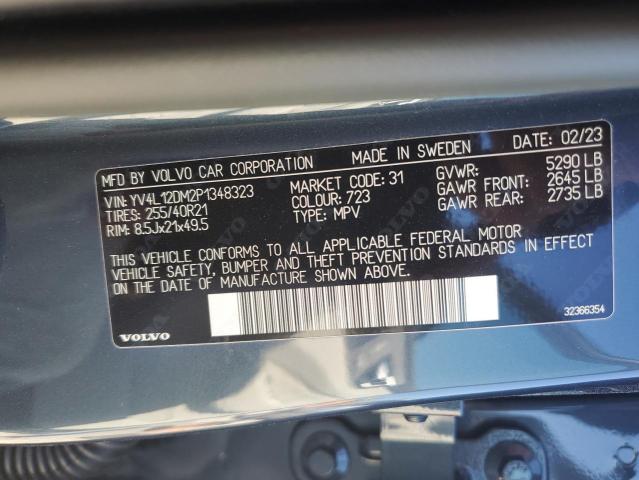 MFD BY VOLVO CAR CORPORATION MADE IN SWEDEN DATE: 02/23
VIN: YV4L12DM2P1348323 MARKET CODE: 31 GVWR: 5290 LB
TIRES: 255/40R21 COLOUR: 723 GAWR FRONT: 2645 LB
RIM: 8.5Jx21x49.5 TYPE: MPV GAWR REAR: 2735 LB
THIS VEHICLE CONFORMS TO ALL APPLICABLE FEDERAL MOTOR
VEHICLE SAFETY, BUMPER AND THEFT PREVENTION STANDARDS IN EFFECT
ON THE DATE OF MANUFACTURE SHOWN ABOVE.
VOLVO 32366354